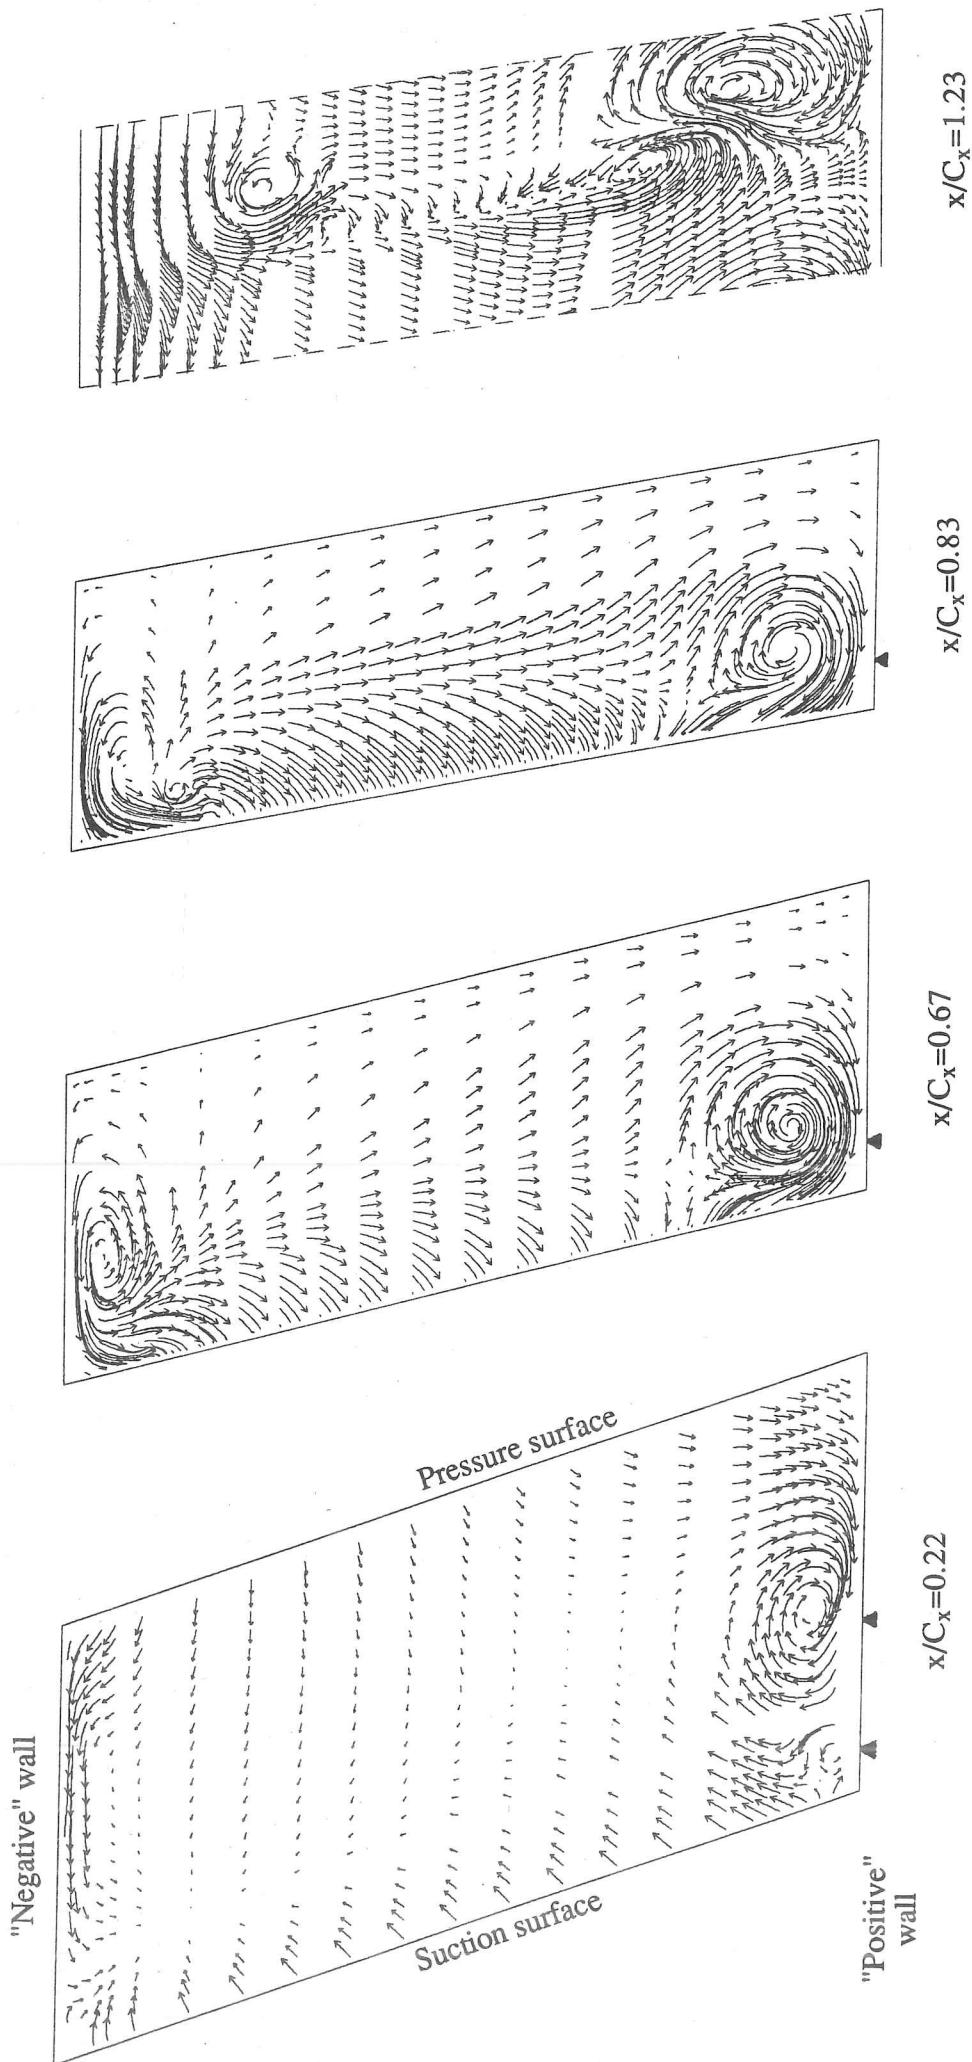 "Negative" wall
Suction surface
Pressure surface
"Positive"
wall
x/Cₓ=0.22
x/Cₓ=0.67
x/Cₓ=0.83
x/Cₓ=1.23